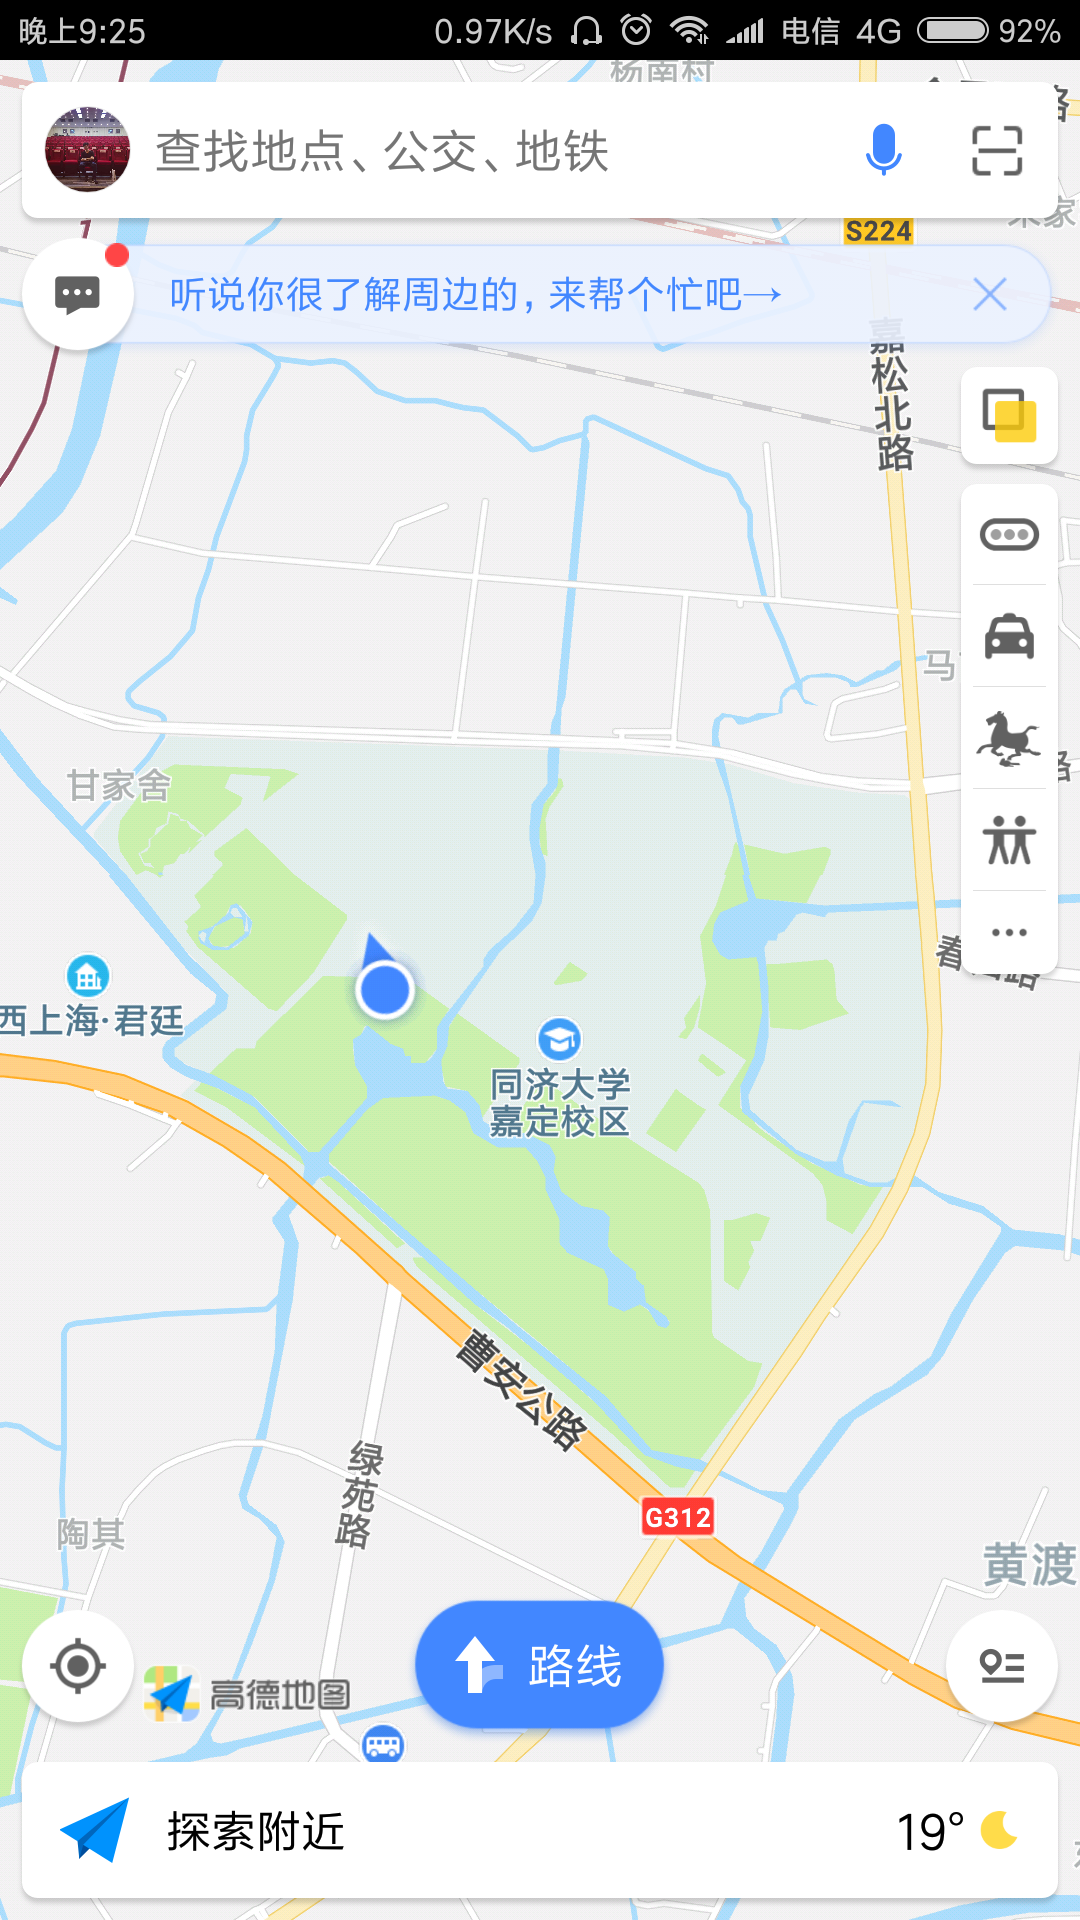 晚上9:25
0.97K/s
电信 4G 92%
杨南村
查找地点、公交、地铁
S224
1
听说你很了解周边的，来帮个忙吧→
嘉松北路
甘家舍
西上海·君廷
同济大学
嘉定校区
曹安公路
绿苑路
G312
陶其
黄渡
路线
高德地图
探索附近
19°